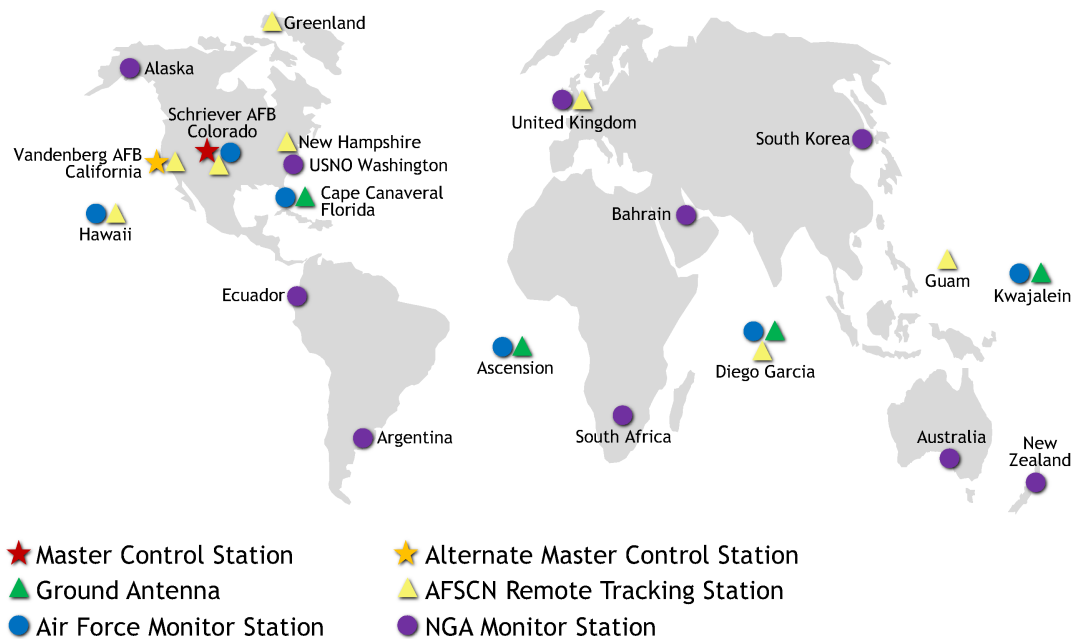 Greenland
Alaska
Schriever AFB
Colorado
New Hampshire
United Kingdom
South Korea
Vandenberg AFB
California
USNO Washington
Cape Canaveral
Florida
Hawaii
Bahrain
Guam
Kwajalein
Ecuador
Ascension
Diego Garcia
Argentina
South Africa
Australia
New
Zealand
Master Control Station
Alternate Master Control Station
Ground Antenna
AFSCN Remote Tracking Station
Air Force Monitor Station
NGA Monitor Station